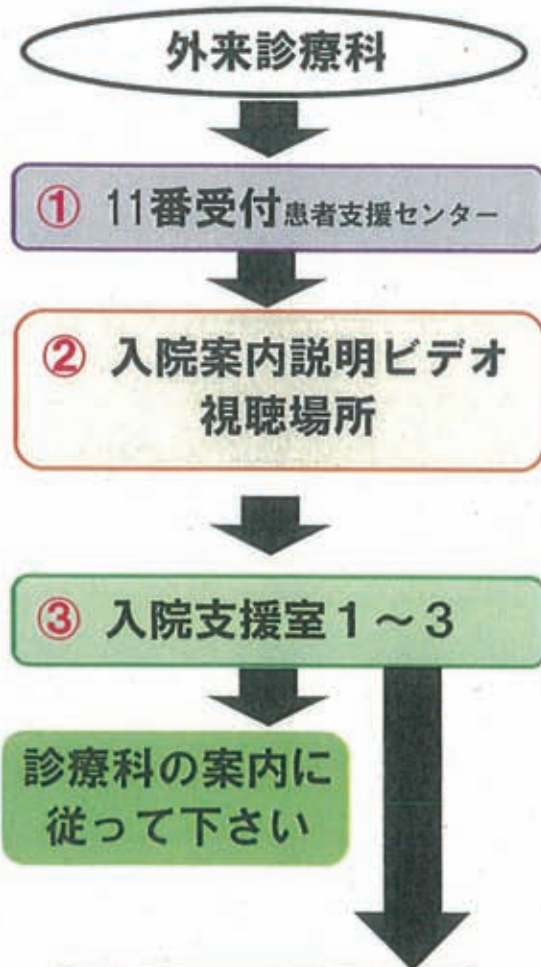 外来診療科
① 11番受付患者支援センター
② 入院案内説明ビデオ
視聴場所
③ 入院支援室1~3
診療科の案内に
従って下さい